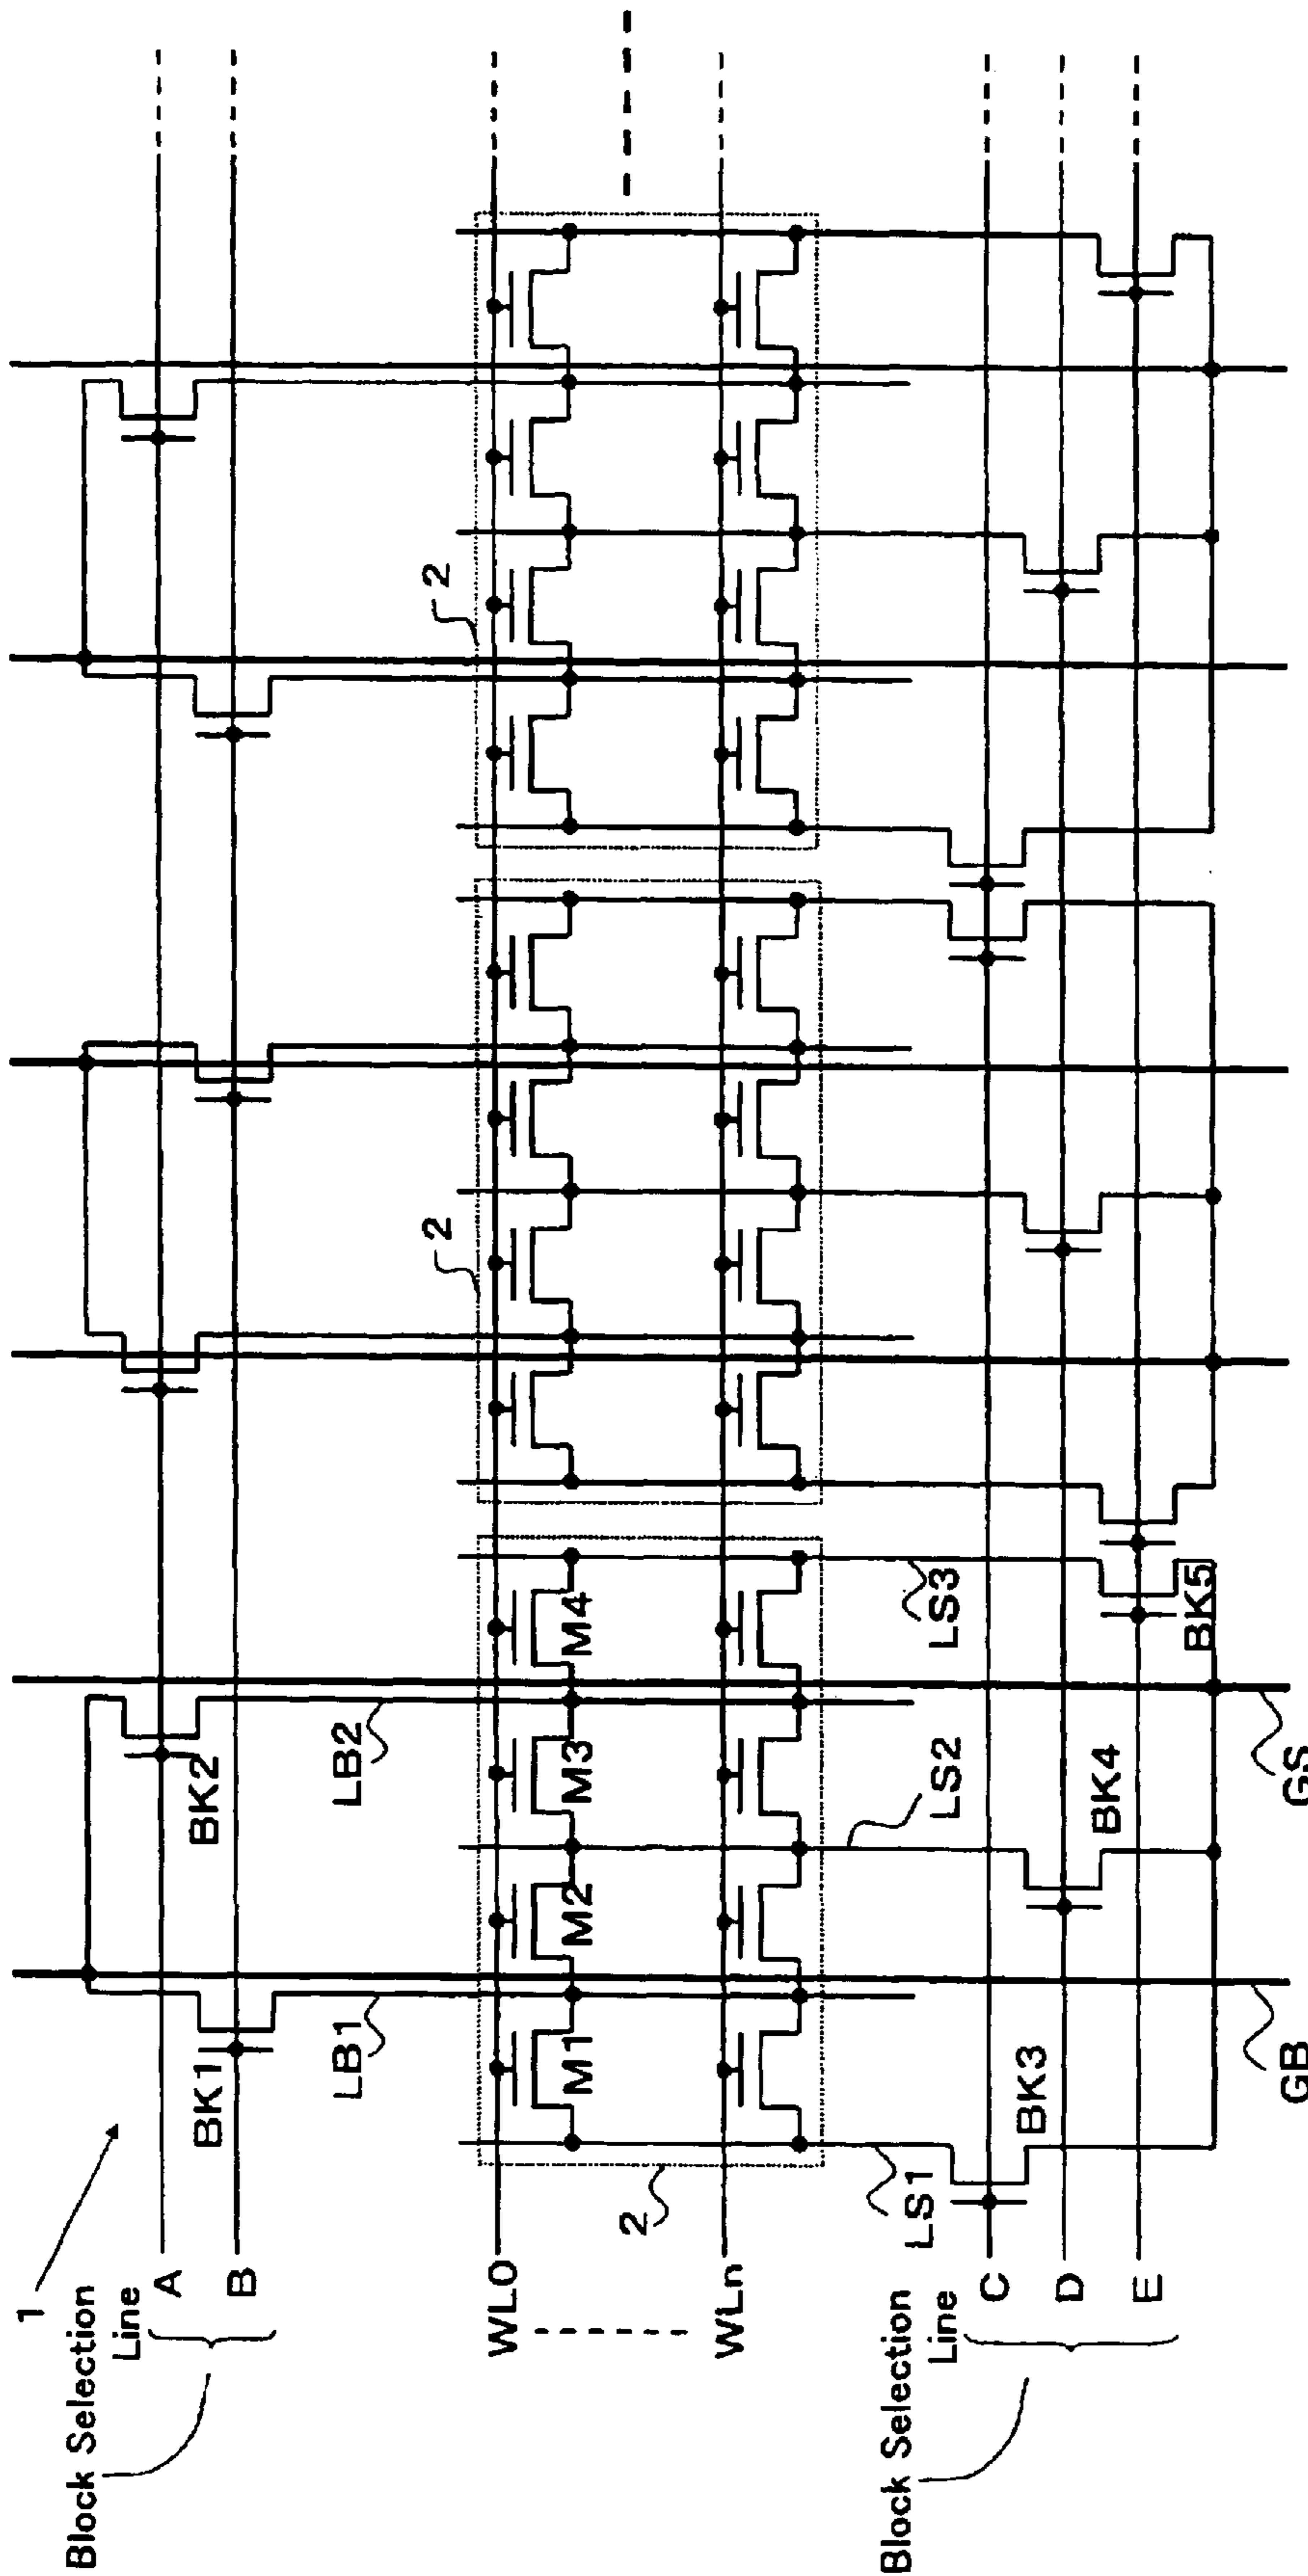 1
Block Selection
Line
A
B
BK1
BK2
LB1
LB2
WL0
WLn
M1
M2
M3
M4
2
2
2
LS1
LS2
LS3
Block Selection
Line
C
D
E
BK3
BK4
BK5
GB
GS